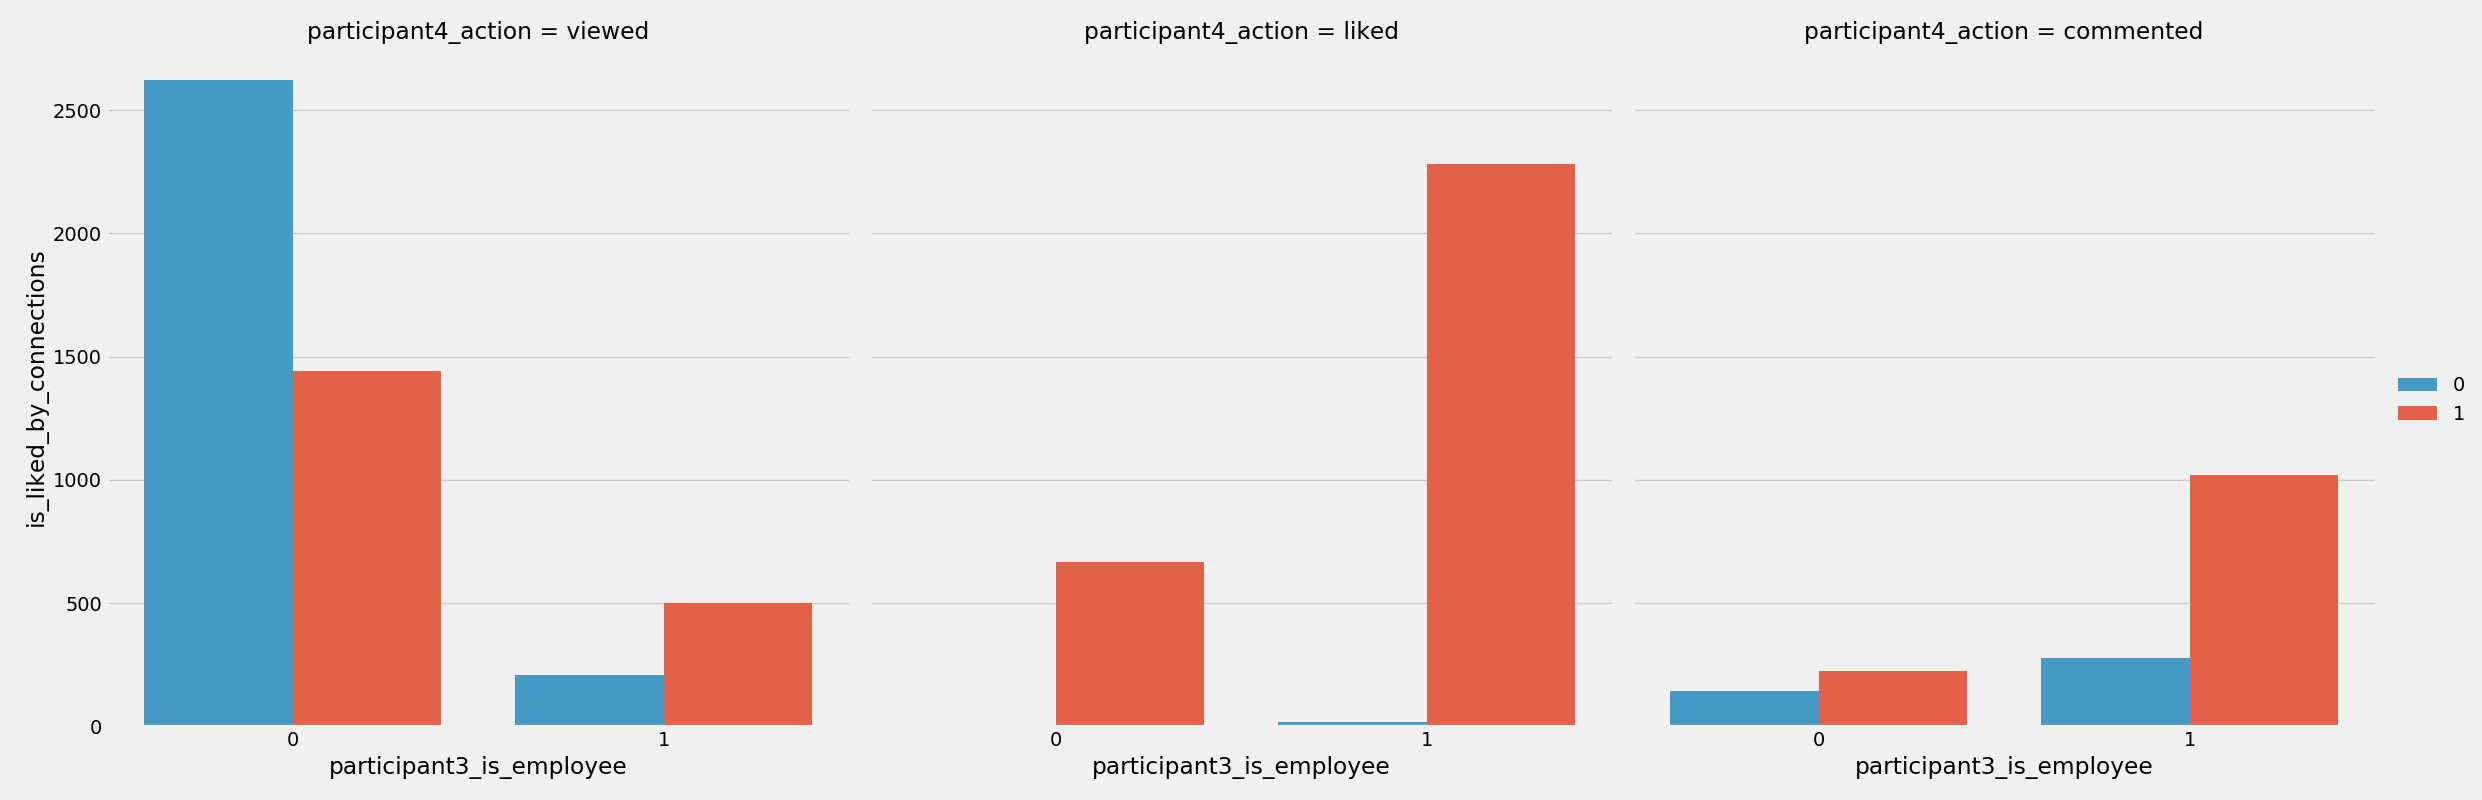 participant4_action = viewed
participant4_action = liked
participant4_action = commented
is_liked_by_connections
2500
2000
1500
1000
500
0
0 1
0 1
0 1
participant3_is_employee
participant3_is_employee
participant3_is_employee
0
1